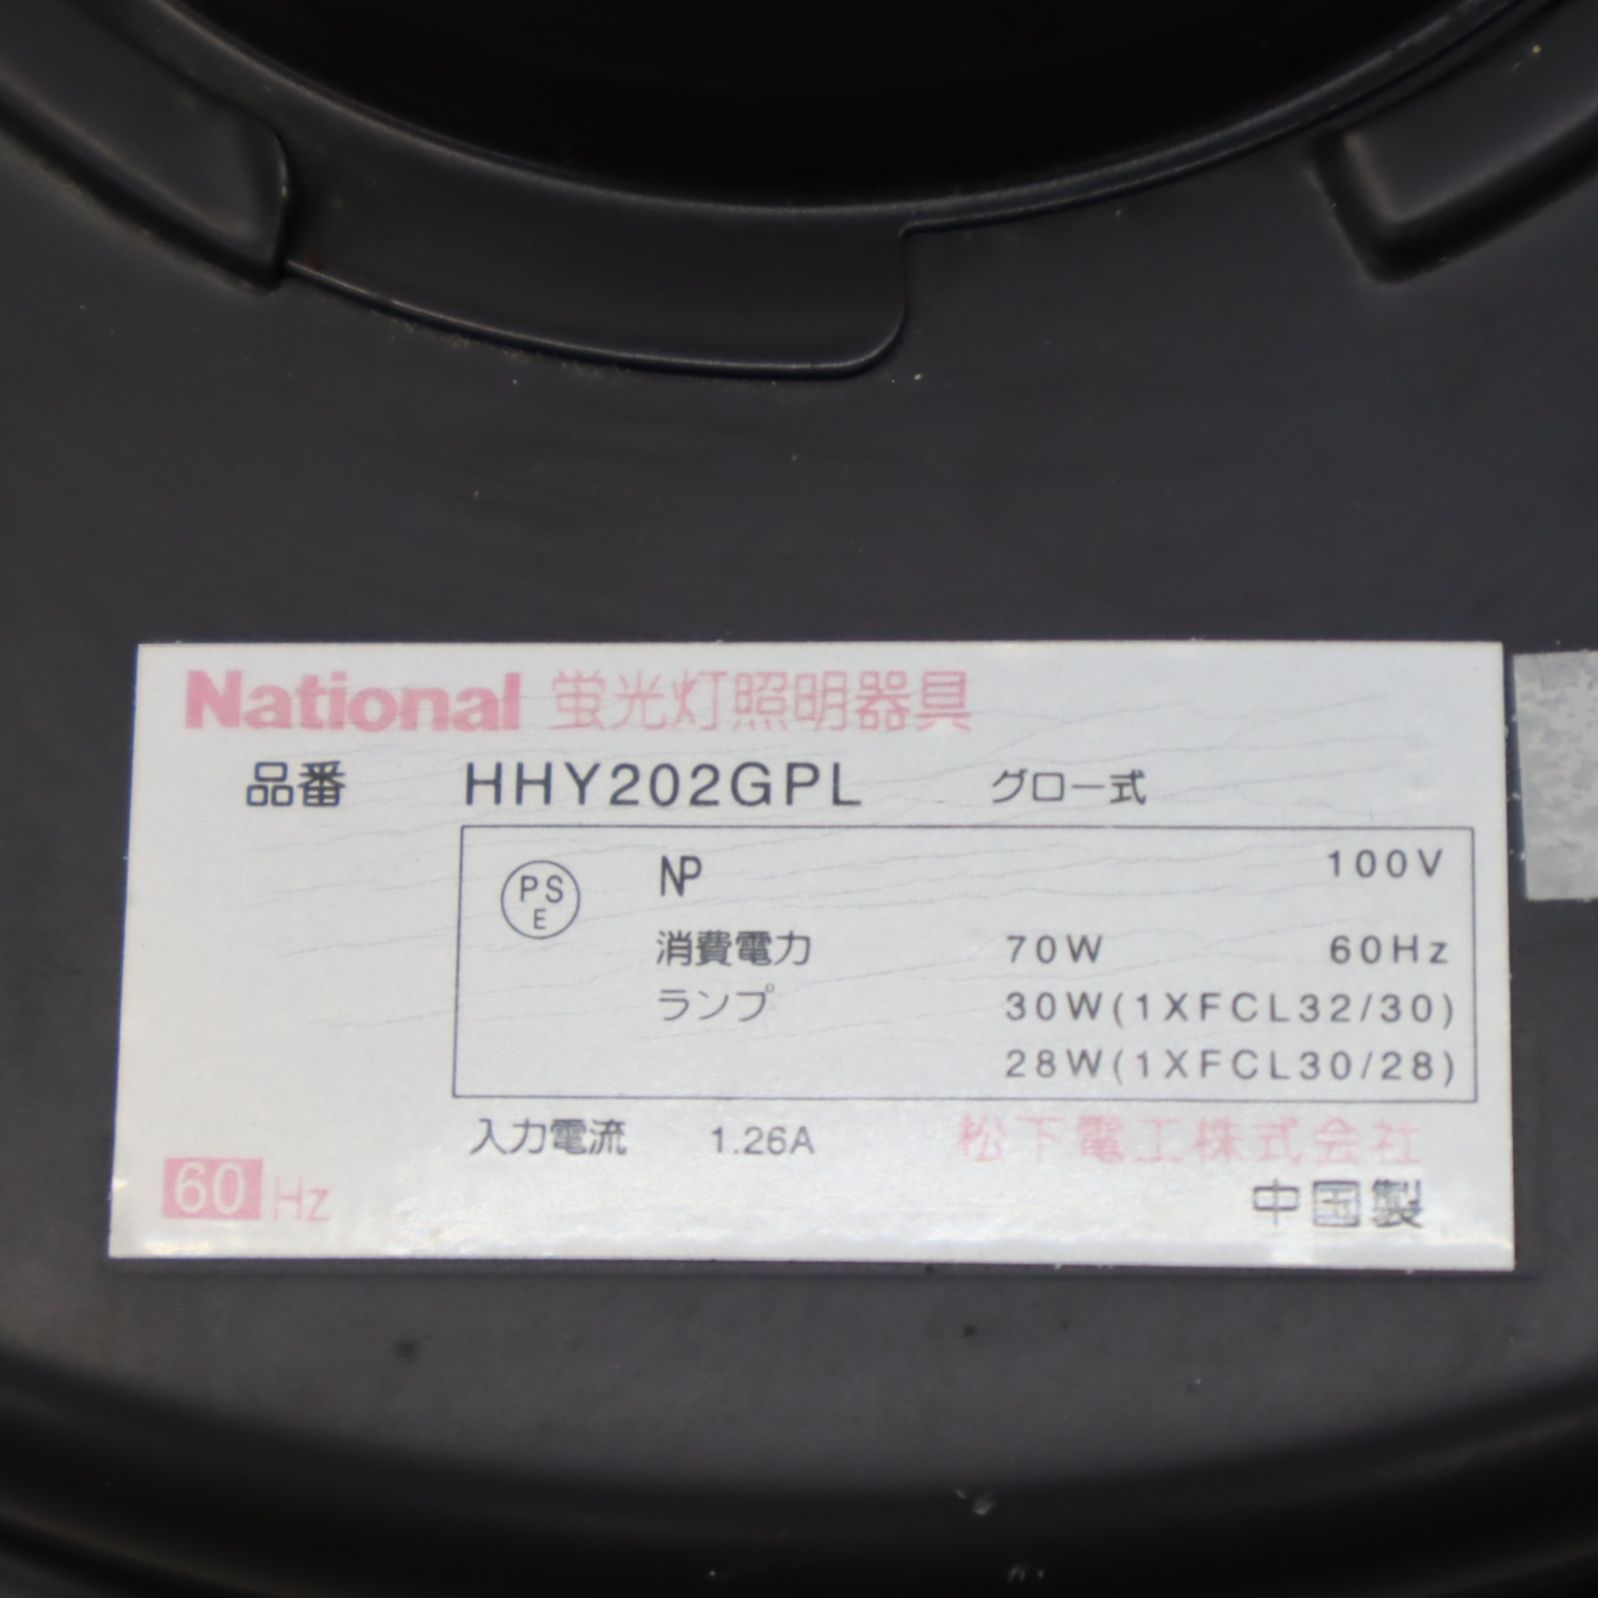 National 蛍光灯照明器具
品番 HHY202GPL グロー式
PS E NP 100V
消費電力 70W 60Hz
ランプ 30W(1XFCL32/30)
28W(1XFCL30/28)
入力電流 1.26A 松下電工株式会社
60Hz 中国製